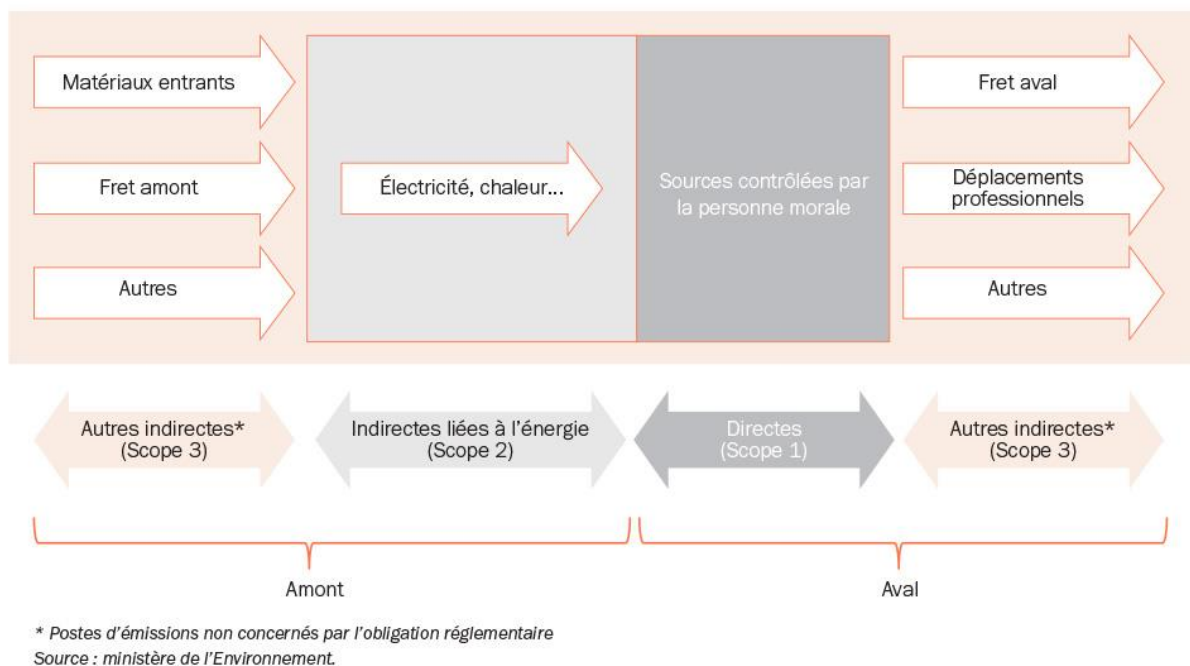 Matériaux entrants
Fret amont
Autres
Électricité, chaleur...
Sources contrôlées par
la personne morale
Fret aval
Déplacements
professionnels
Autres
Autres indirectes*
(Scope 3)
Indirectes liées à l'énergie
(Scope 2)
Directes
(Scope 1)
Autres indirectes*
(Scope 3)
Amont
Aval
* Postes d'émissions non concernés par l'obligation réglementaire
Source : ministère de l'Environnement.